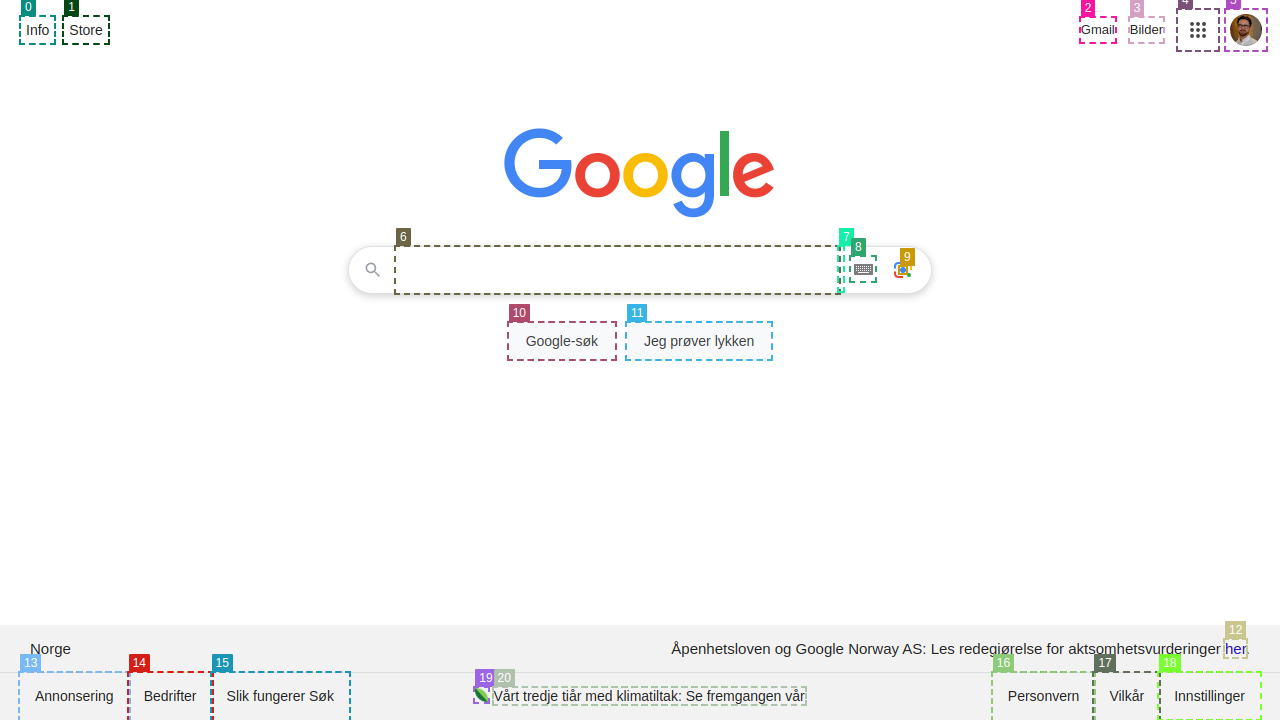 0 1 2 3 4 5
Info Store Gmail Bilder
Google
6 7 8 9
10 11
Google-søk Jeg prøver lykken
12
Norge Åpenhetsloven og Google Norway AS: Les redegjørelse for aktsomhetsvurderinger her.
13 14 15 19 20 16 17 18
Annonsering Bedrifter Slik fungerer Søk Vårt tredje tiår med klimatiltak: Se fremgangen vår Personvern Vilkår Innstillinger